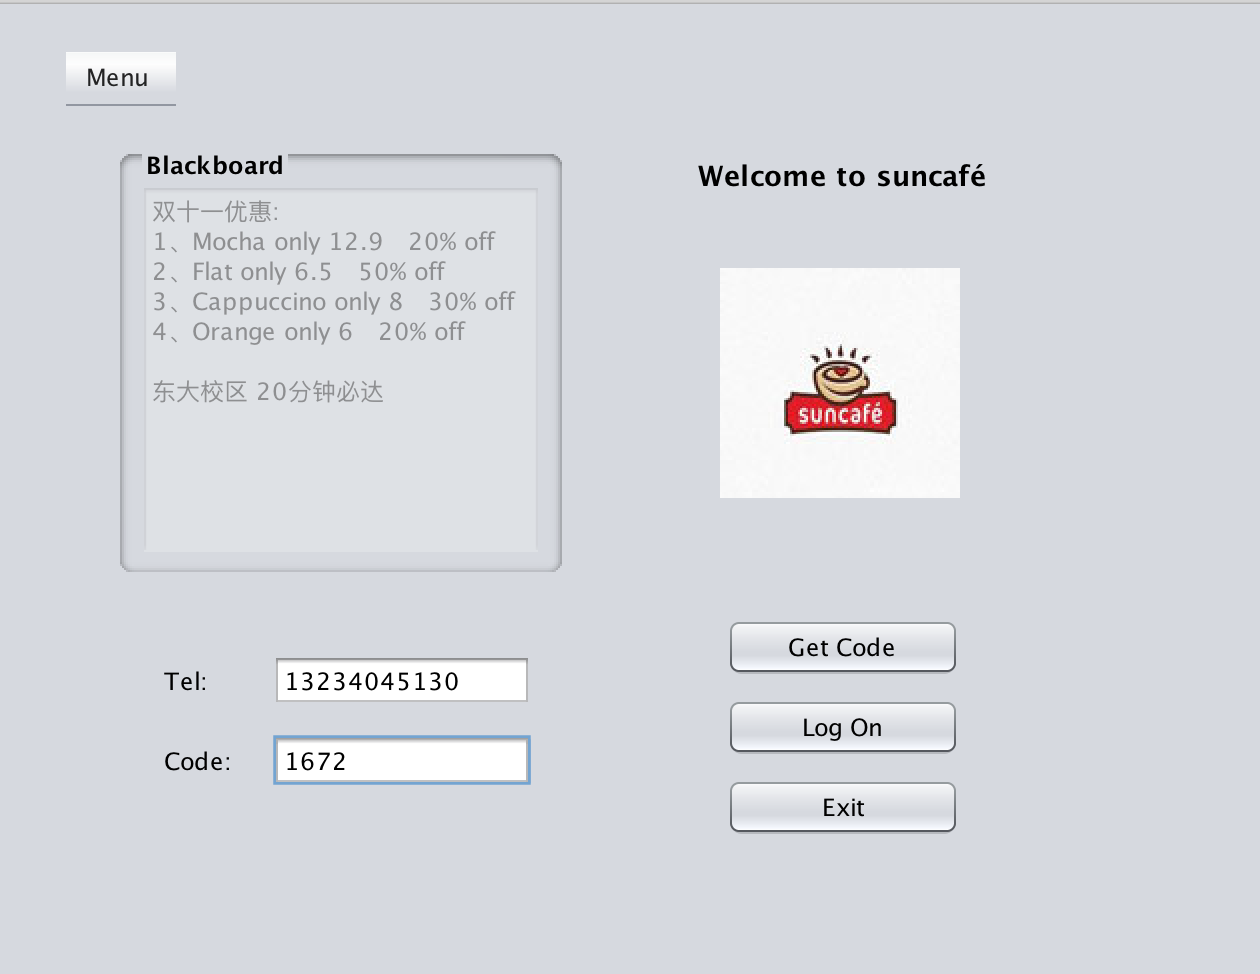 Menu
Blackboard
双十一优惠:
1、Mocha only 12.9   20% off
2、Flat only 6.5   50% off
3、Cappuccino only 8   30% off
4、Orange only 6   20% off
东大校区 20分钟必达
Welcome to suncafé
suncafé
Tel: 13234045130
Code: 1672
Get Code
Log On
Exit